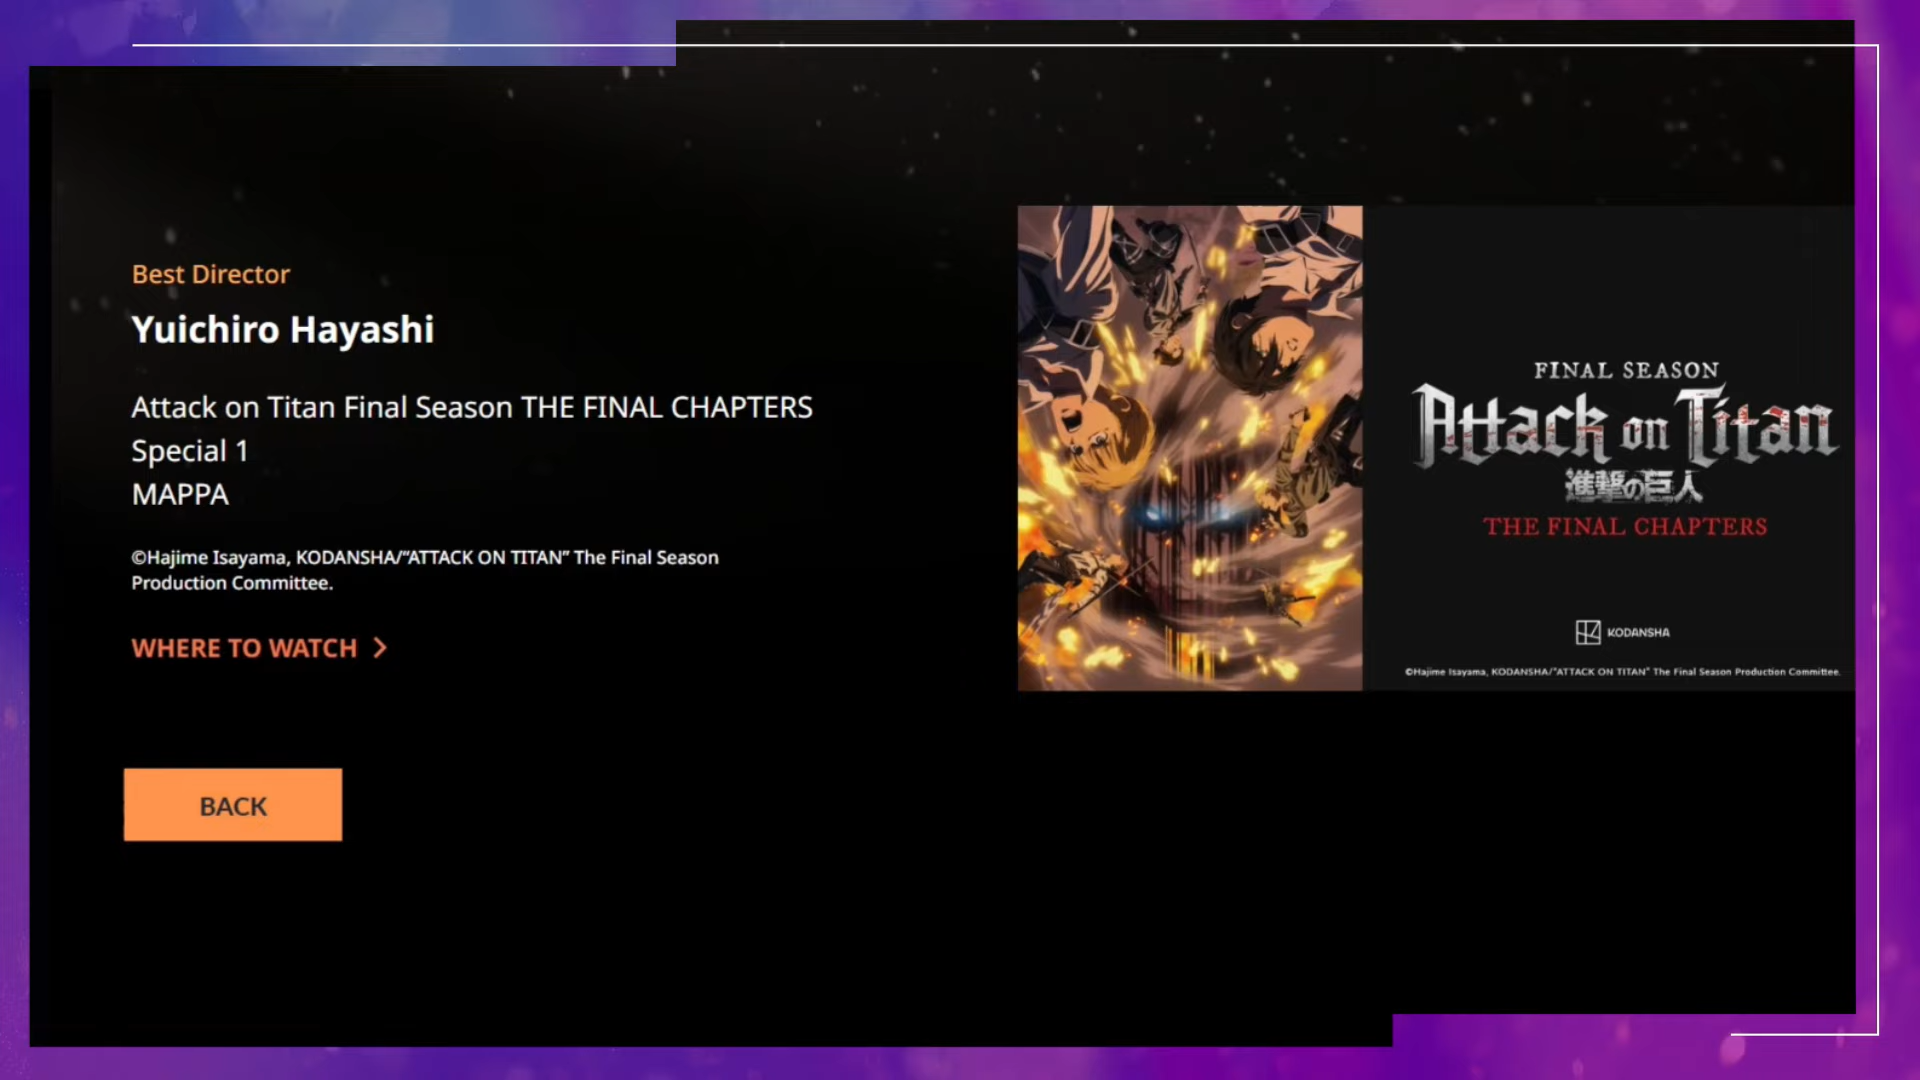 Best Director
Yuichiro Hayashi
Attack on Titan Final Season THE FINAL CHAPTERS
Special 1
MAPPA
©Hajime Isayama, KODANSHA/“ATTACK ON TITAN” The Final Season
Production Committee.
WHERE TO WATCH
BACK
FINAL SEASON
Attack on Titan
進撃の巨人
THE FINAL CHAPTERS
KODANSHA
©Hajime Isayama, KODANSHA/"ATTACK ON TITAN" The Final Season Production Committee.